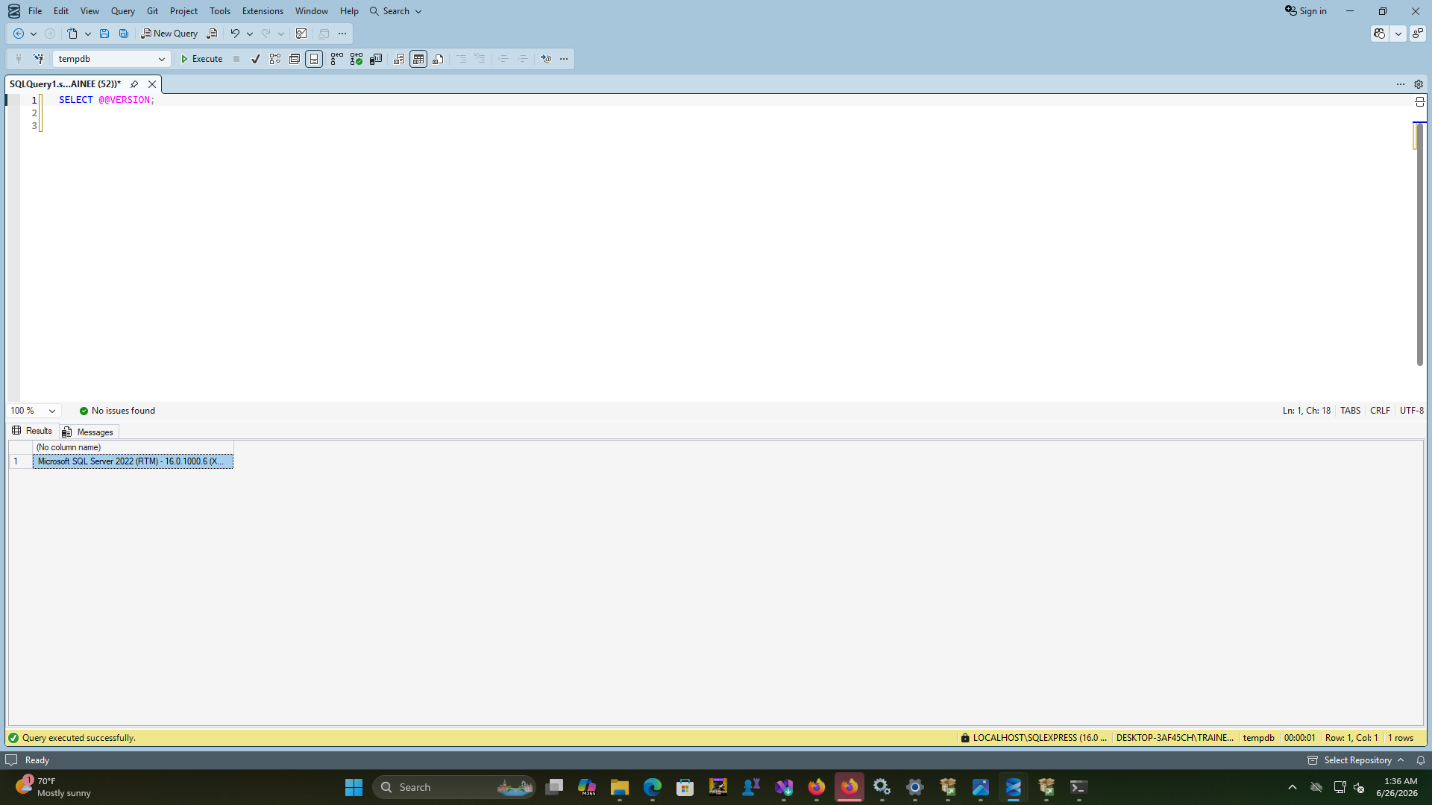 File Edit View Query Git Project Tools Extensions Window Help Search Sign in
New Query
tempdb Execute
SQLQuery1.s...AINEE (52))*
1 SELECT @@VERSION;
2
3
100 % No issues found Ln: 1, Ch: 18 TABS CRLF UTF-8
Results Messages
(No column name)
1 Microsoft SQL Server 2022 (RTM) - 16.0.1000.6 (X...
Query executed successfully. LOCALHOST\SQLEXPRESS (16.0 ... DESKTOP-3AF45CH\TRAINE... tempdb 00:00:01 Row: 1, Col: 1 1 rows
Ready Select Repository
1 70°F
Mostly sunny
Search
1:36 AM
6/26/2026